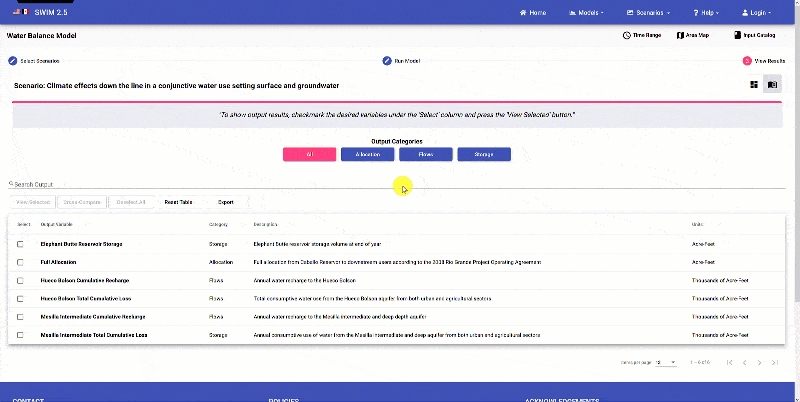 SWIM 2.5 Home Models Scenarios Help Login
Water Balance Model Time Range Area Map Input Catalog
Select Scenarios Run Model View Results
Scenario: Climate effects down the line in a conjunctive water use setting surface and groundwater
"To show output results, checkmark the desired variables under the 'Select' column and press the 'View Selected' button."
Output Categories
All Allocation Flows Storage
Search Output
View Selected Cross-Compare Deselect All Reset Table Export
Select Output Variable Category Description Units
Elephant Butte Reservoir Storage Storage Elephant Butte reservoir storage volume at end of year Acre-Feet
Full Allocation Allocation Full allocation from Caballo Reservoir to downstream users according to the 2008 Rio Grande Project Operating Agreement Acre-Feet
Hueco Bolson Cumulative Recharge Flows Annual water recharge to the Hueco Bolson Thousands of Acre-Feet
Hueco Bolson Total Cumulative Loss Flows Total consumptive water use from the Hueco Bolson aquifer from both urban and agricultural sectors Thousands of Acre-Feet
Mesilla Intermediate Cumulative Recharge Flows Annual water recharge to the Mesilla intermediate and deep depth aquifer Thousands of Acre-Feet
Mesilla Intermediate Total Cumulative Loss Storage Annual consumptive use of water from the Mesilla intermediate and deep aquifer from both urban and agricultural sectors Thousands of Acre-Feet
Items per page 12 1 – 6 of 6
CONTACT POLICIES ACKNOWLEDGEMENTS